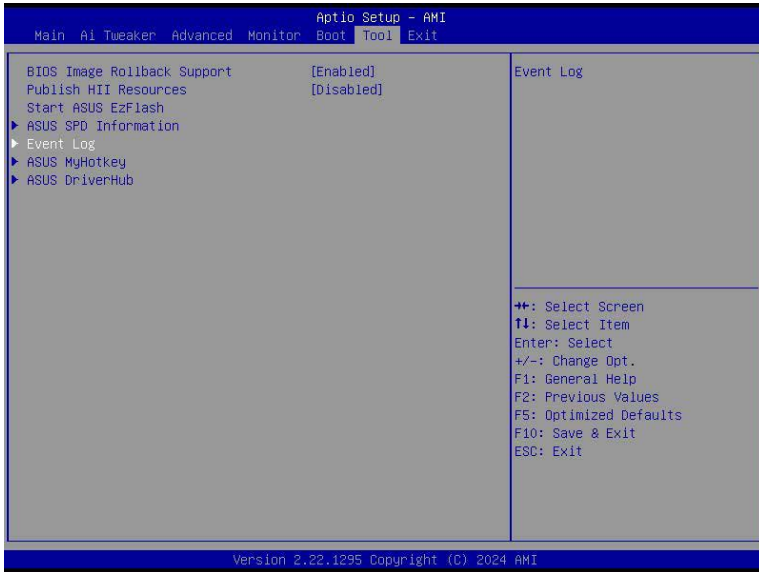 Aptio Setup - AMI
Main Ai Tweaker Advanced Monitor Boot Tool Exit
BIOS Image Rollback Support [Enabled]
Publish HII Resources [Disabled]
Start ASUS EzFlash
ASUS SPD Information
Event Log
ASUS MyHotkey
ASUS DriverHub
Event Log
→←: Select Screen
↑↓: Select Item
Enter: Select
+/-: Change Opt.
F1: General Help
F2: Previous Values
F5: Optimized Defaults
F10: Save & Exit
ESC: Exit
Version 2.22.1295 Copyright (C) 2024 AMI